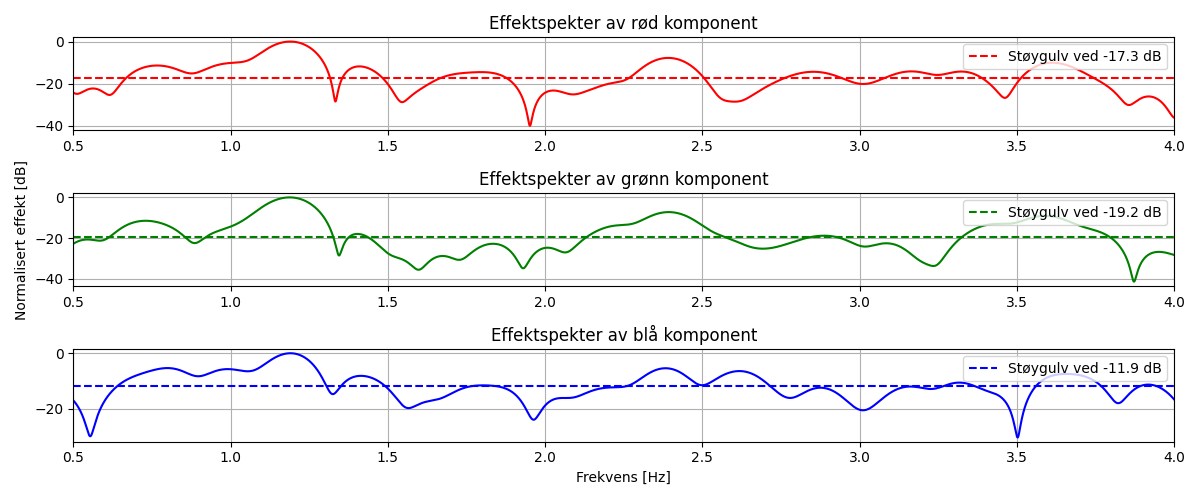 Effektspekter av rød komponent
Støygulv ved -17.3 dB
0
−20
−40
0.5 1.0 1.5 2.0 2.5 3.0 3.5 4.0
Effektspekter av grønn komponent
Støygulv ved -19.2 dB
0
−20
−40
0.5 1.0 1.5 2.0 2.5 3.0 3.5 4.0
Normalisert effekt [dB]
Effektspekter av blå komponent
Støygulv ved -11.9 dB
0
−20
0.5 1.0 1.5 2.0 2.5 3.0 3.5 4.0
Frekvens [Hz]